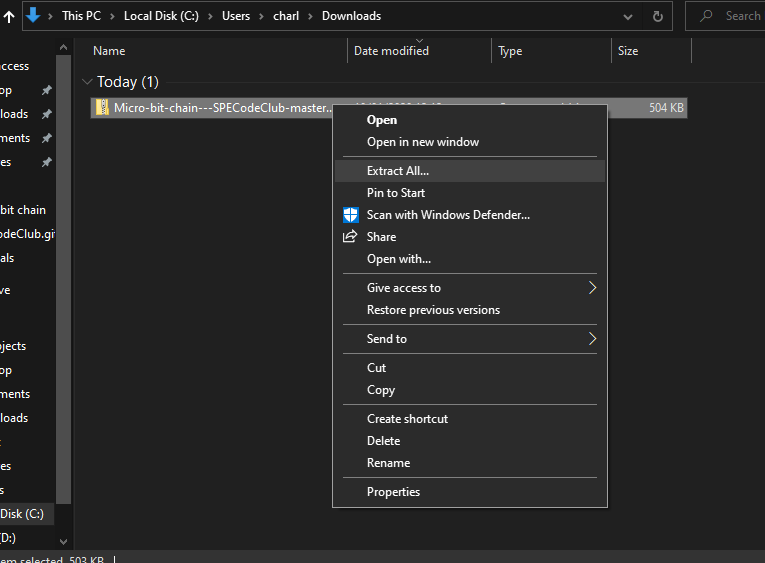 This PC > Local Disk (C:) > Users > charl > Downloads
Search
Name Date modified Type Size
ccess
op
loads
ments
es
bit chain
odeClub.gi
als
ve
ojects
op
ments
loads
es
s
Disk (C:)
(D:)
Today (1)
Micro-bit-chain---SPECodeClub-master... 504 KB
Open
Open in new window
Extract All...
Pin to Start
Scan with Windows Defender...
Share
Open with...
Give access to
Restore previous versions
Send to
Cut
Copy
Create shortcut
Delete
Rename
Properties
em selected 503 KB